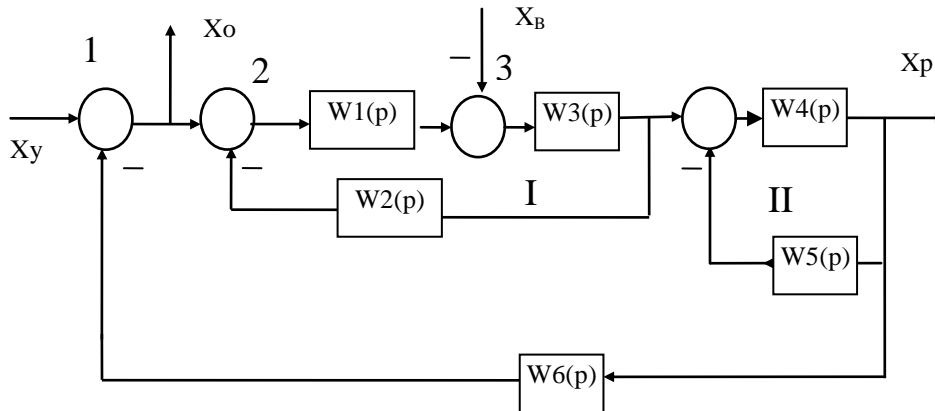 1
Xo
2
XВ
3
Xp
W1(p)
W3(p)
W4(p)
Xy
W2(p)
I
II
W5(p)
W6(p)